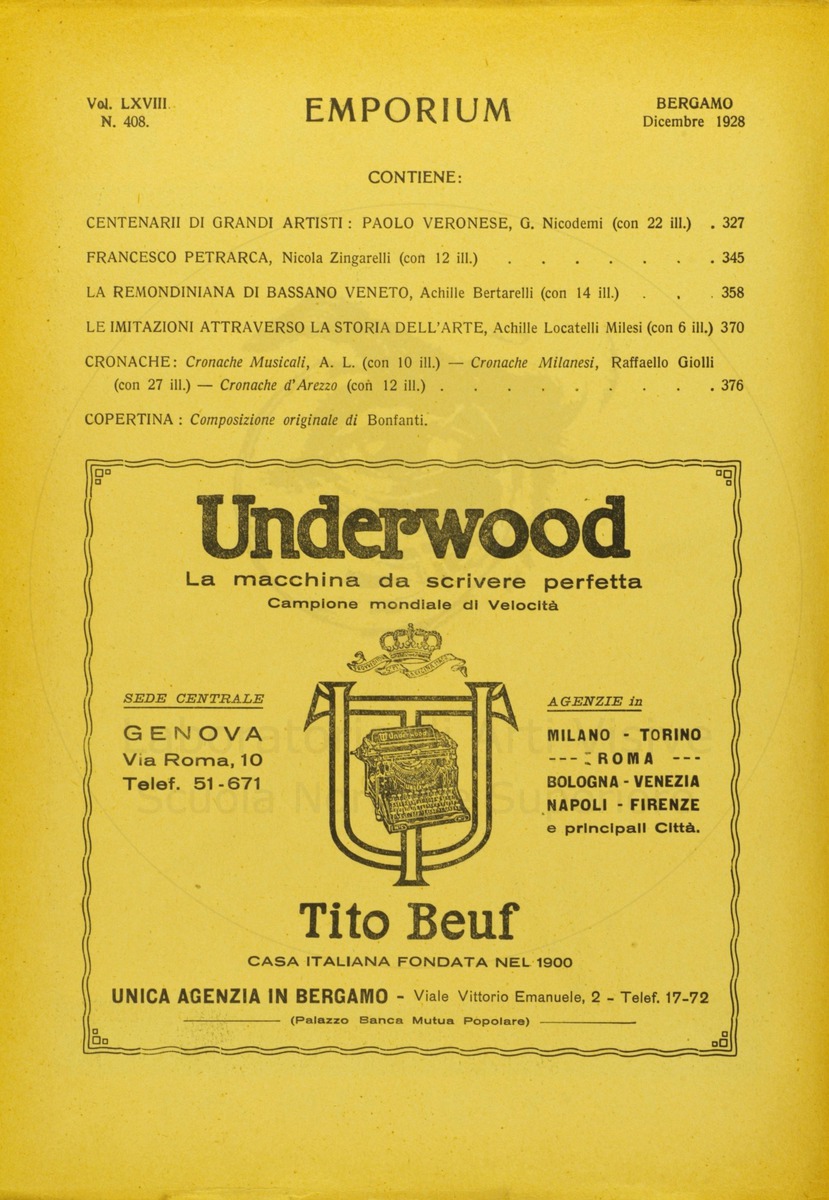 Vol. LXVIII.
N. 408.
EMPORIUM
BERGAMO
Dicembre 1928
CONTIENE:
CENTENARII DI GRANDI ARTISTI: PAOLO VERONESE, G. Nicodemi (con 22 ill.) . 327
FRANCESCO PETRARCA, Nicola Zingarelli (con 12 ill.) . . . . . . . 345
LA REMONDINIANA DI BASSANO VENETO, Achille Bertarelli (con 14 ill.) . . . 358
LE IMITAZIONI ATTRAVERSO LA STORIA DELL'ARTE, Achille Locatelli Milesi (con 6 ill.) 370
CRONACHE: Cronache Musicali, A. L. (con 10 ill.) — Cronache Milanesi, Raffaello Giolli
(con 27 ill.) — Cronache d'Arezzo (con 12 ill.) . . . . . . . . . 376
COPERTINA: Composizione originale di Bonfanti.
Underwood
La macchina da scrivere perfetta
Campione mondiale di Velocità
SEDE CENTRALE
GENOVA
Via Roma, 10
Telef. 51-671
Underwood
AGENZIE in
MILANO - TORINO
--- ROMA ---
BOLOGNA - VENEZIA
NAPOLI - FIRENZE
e principali Città.
Tito Beuf
CASA ITALIANA FONDATA NEL 1900
UNICA AGENZIA IN BERGAMO - Viale Vittorio Emanuele, 2 - Telef. 17-72
(Palazzo Banca Mutua Popolare)